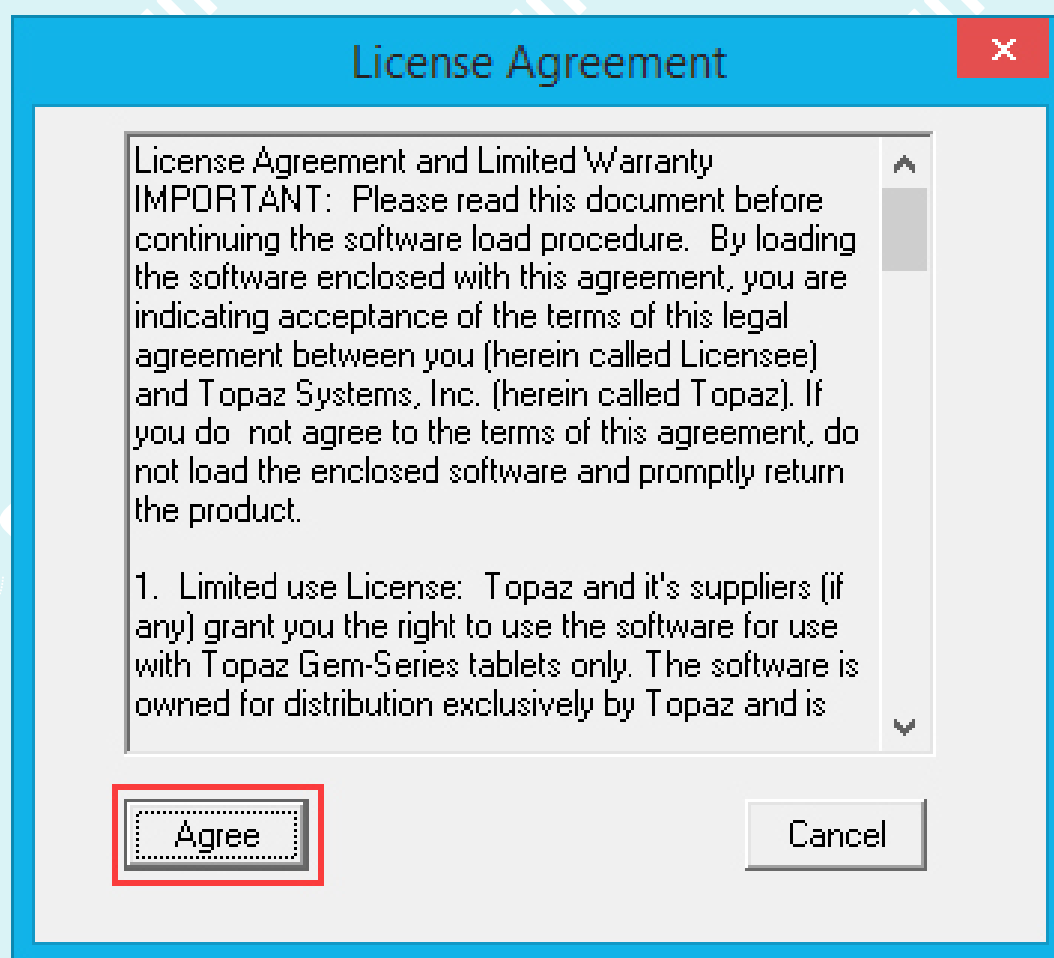 License Agreement
License Agreement and Limited Warranty
IMPORTANT:  Please read this document before
continuing the software load procedure.  By loading
the software enclosed with this agreement, you are
indicating acceptance of the terms of this legal
agreement between you (herein called Licensee)
and Topaz Systems, Inc. (herein called Topaz). If
you do  not agree to the terms of this agreement, do
not load the enclosed software and promptly return
the product.
1.  Limited use License:  Topaz and it's suppliers (if
any) grant you the right to use the software for use
with Topaz Gem-Series tablets only. The software is
owned for distribution exclusively by Topaz and is
Agree
Cancel